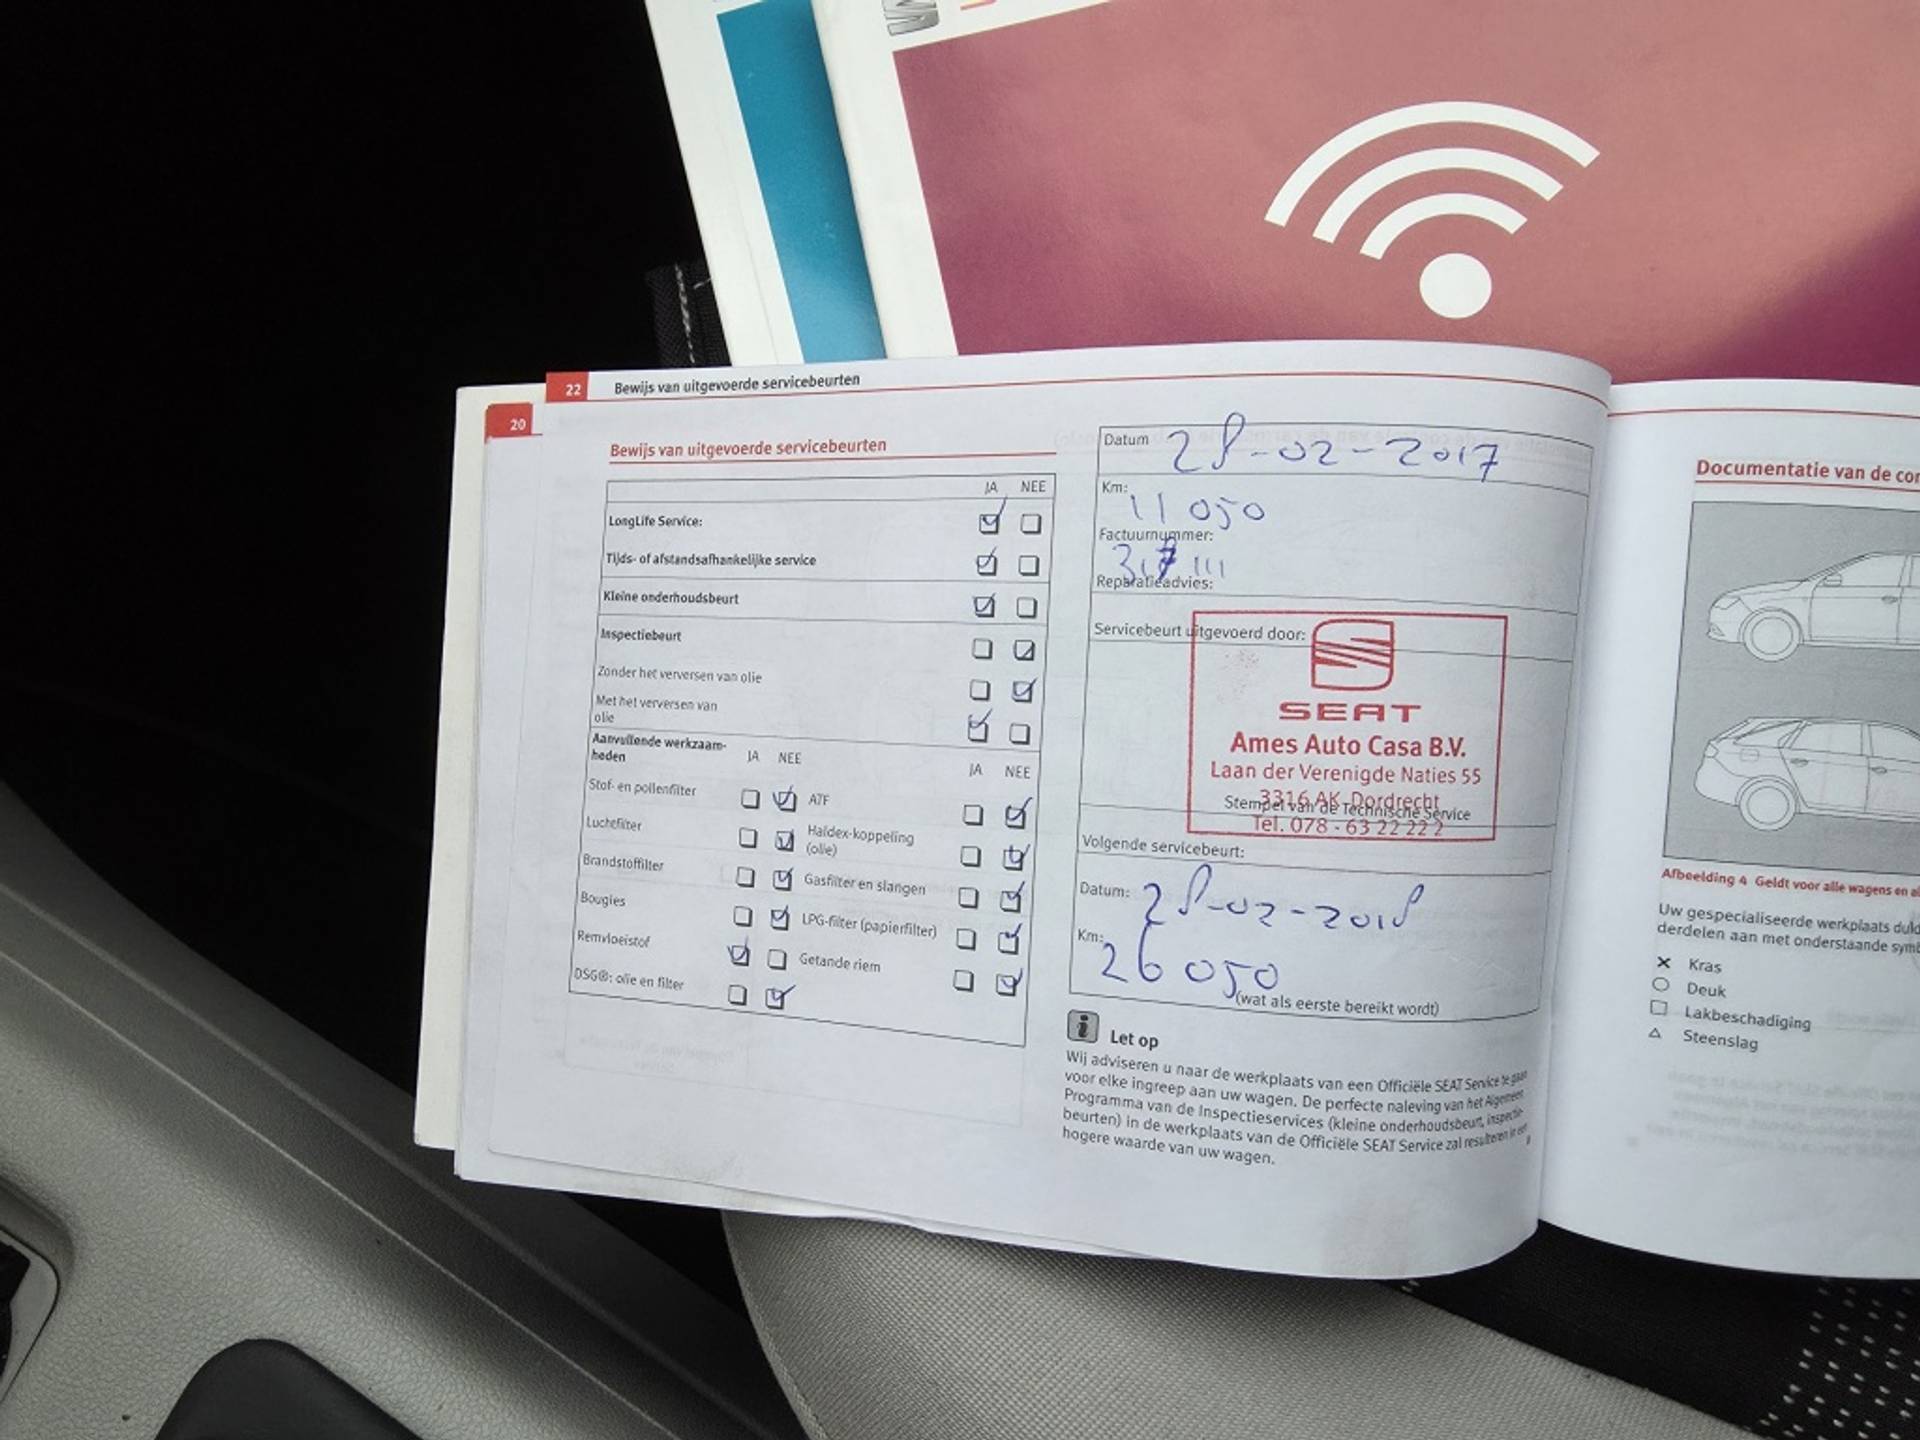 22 Bewijs van uitgevoerde servicebeurten
20
Bewijs van uitgevoerde servicebeurten
JA NEE
LongLife Service:
Tijds- of afstandsafhankelijke service
Kleine onderhoudsbeurt
Inspectiebeurt
Zonder het verversen van olie
Met het verversen van
olie
Aanvullende werkzaam-
heden
JA NEE
JA NEE
Stof- en pollenfilter
ATF
Luchtfilter
Haldex-koppeling
(olie)
Brandstoffilter
Gasfilter en slangen
Bougies
LPG-filter (papierfilter)
Remvloeistof
Getande riem
DSG®: olie en filter
Datum 28-02-2017
Km:
11 050
Factuurnummer:
Reparatieadvies:
Servicebeurt uitgevoerd door:
SEAT
Ames Auto Casa B.V.
Laan der Verenigde Naties 55
3316 AK Dordrecht
Stempel van de Technische Service
Tel. 078 - 63 22 22 2
Volgende servicebeurt:
Datum: 28-02-2018
Km:
26 050
(wat als eerste bereikt wordt)
Let op
Wij adviseren u naar de werkplaats van een Officiële SEAT Service te gaan
voor elke ingreep aan uw wagen. De perfecte naleving van het Algemeen
Programma van de Inspectieservices (kleine onderhoudsbeurt, inspectie-
beurten) in de werkplaats van de Officiële SEAT Service zal resulteren in een
hogere waarde van uw wagen.
Documentatie van de
Afbeelding 4 Geldt voor alle wagens en
Uw gespecialiseerde werkplaats
derdelen aan met onderstaande
Kras
Deuk
Lakbeschadiging
Steenslag